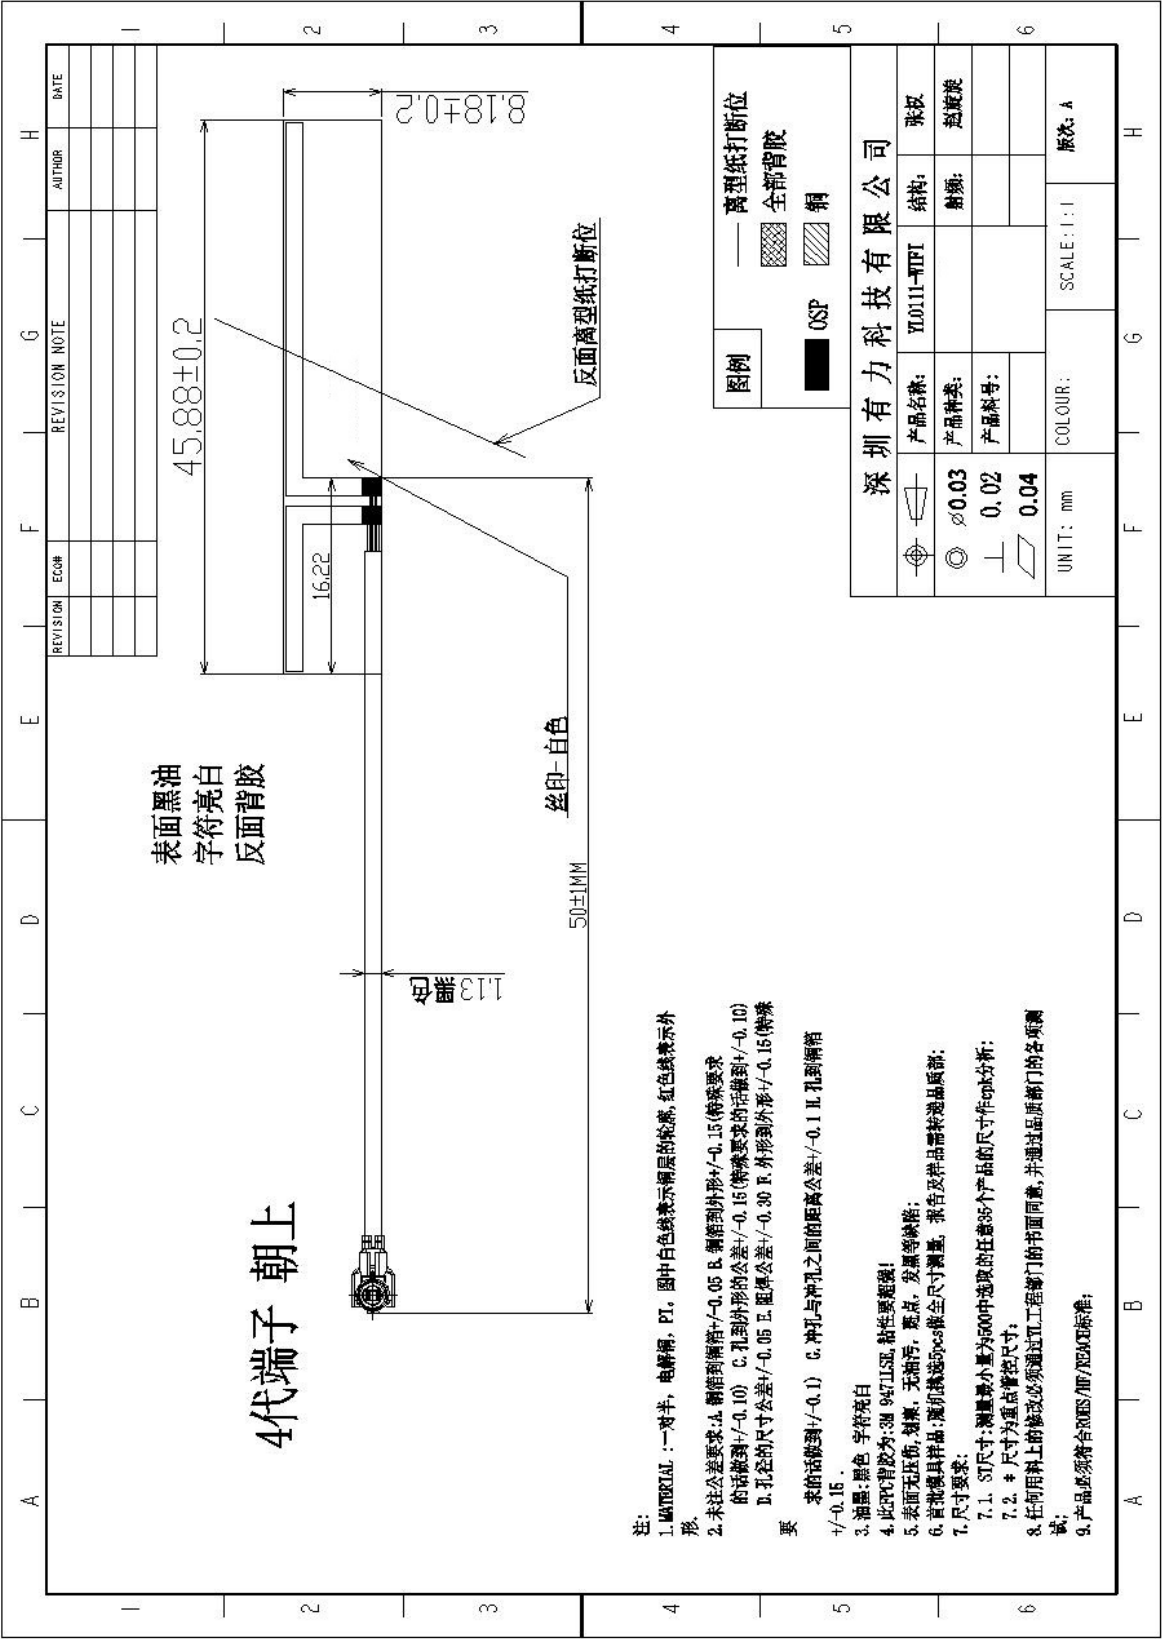 A B C D E F G H
1 2 3 4 5 6
REVISION ECO# REVISION NOTE AUTHOR DATE
45.88±0.2
8.18±0.2
16.22
表面黑油
字符亮白
反面背胶
4代端子 朝上
反面离型纸打断位
丝印-白色
50±1MM
1.13
黑色
图例
离型纸打断位
全部背胶
铜
OSP
注:
1.MATERIAL :一对半, 电解铜, PI, 图中白色线表示铜层的轮廓,红色线表示外
形.
2.未注公差要求:A.铜箔到铜箔+/-0.05 B.铜箔到外形+/-0.15(特殊要求
的话做到+/-0.10) C.孔到外形的公差+/-0.15(特殊要求的话做到+/-0.10)
D.孔径的尺寸公差+/-0.05 E.阻焊公差+/-0.30 F.外形到外形+/-0.15(特殊
要
求的话做到+/-0.1) G.冲孔与冲孔之间的距离公差+/-0.1 H.孔到铜箔
+/-0.15 .
3.油墨:黑色 字符亮白
4.此FPC背胶为:3M 9471LSE,粘性要超强!
5.表面无压伤,划痕, 无油污, 斑点, 发黑等缺陷;
6.首批模具样品:随机挑选5pcs做全尺寸测量, 报告及样品需转递品质部;
7.尺寸要求:
7.1. ST尺寸:测量最小量为500中选取的任意35个产品的尺寸作cpk分析;
7.2. * 尺寸为重点管控尺寸;
8.任何用料上的修改必须通过YL工程部门的书面同意,并通过品质部门的各项测
试;
9.产品必须符合ROHS/HF/REACH标准;
深圳有力科技有限公司
产品名称: YL0111-WIFI 结构: 张权
⌀0.03 产品种类: 射频: 赵旋旋
0.02 产品料号:
0.04
UNIT: mm COLOUR: SCALE:1:1 版次: A
1 2 3 4 5 6
A B C D E F G H